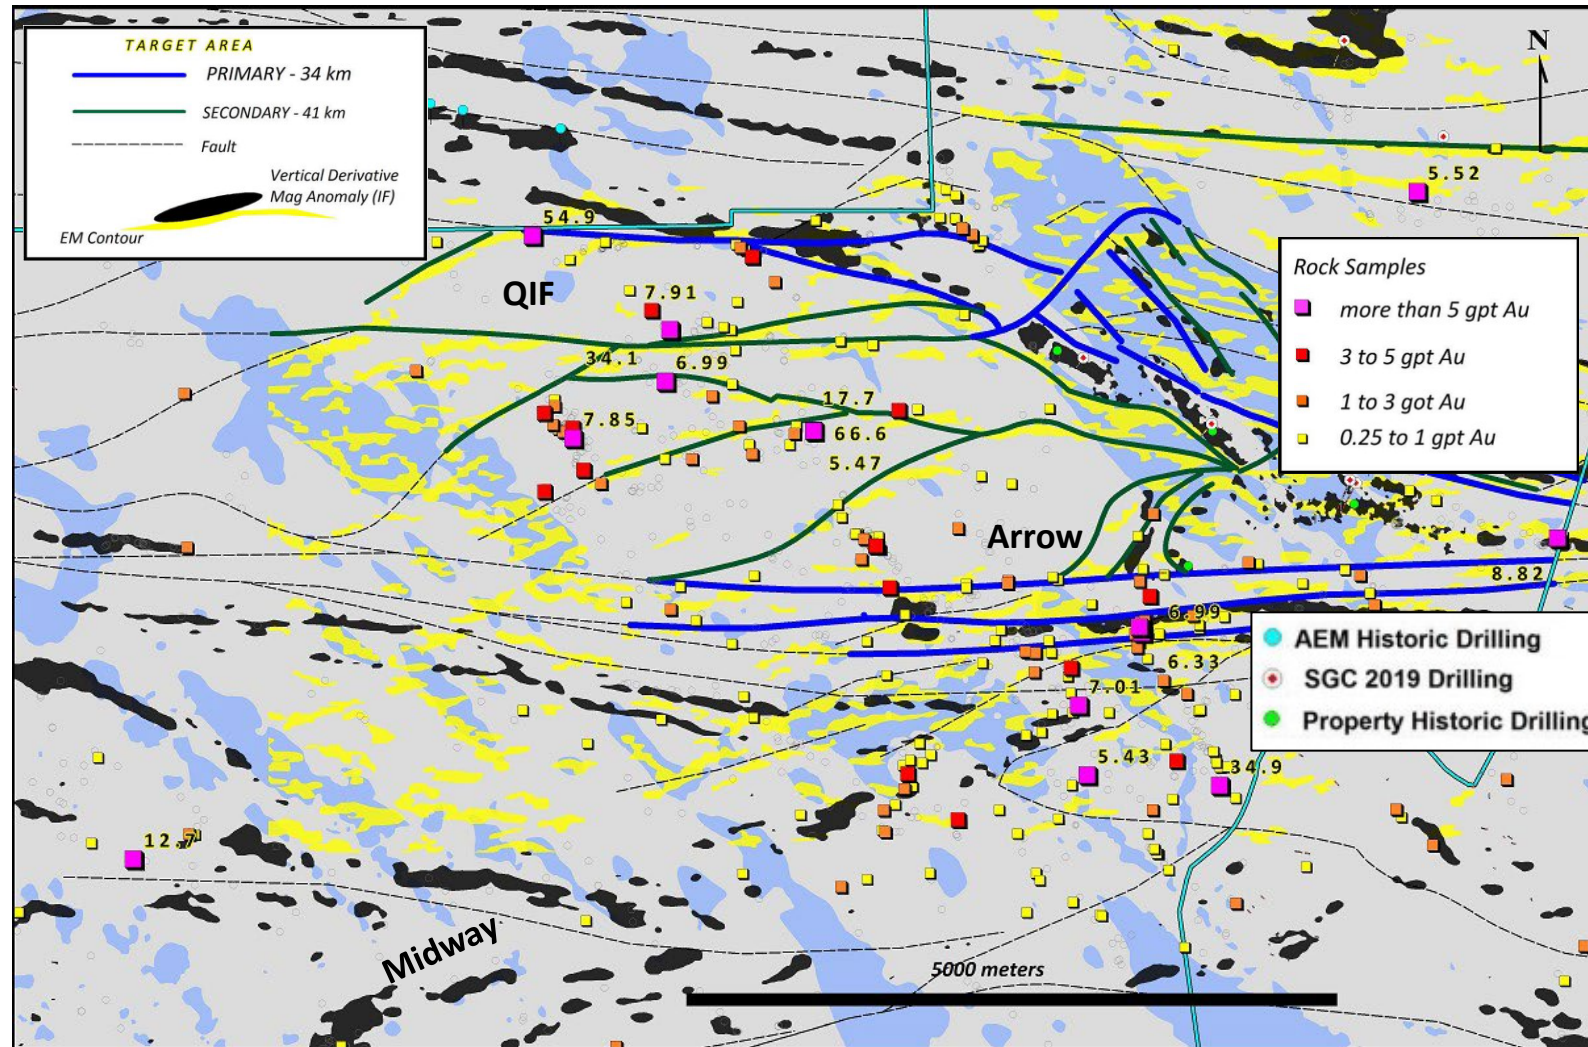 TARGET AREA
PRIMARY - 34 km
SECONDARY - 41 km
Fault
Vertical Derivative
Mag Anomaly (IF)
EM Contour
N
5.52
54.9
Rock Samples
more than 5 gpt Au
3 to 5 gpt Au
1 to 3 got Au
0.25 to 1 gpt Au
QIF
7.91
34.1
6.99
17.7
7.85
66.6
5.47
Arrow
8.82
6.99
6.33
7.01
AEM Historic Drilling
SGC 2019 Drilling
Property Historic Drilling
5.43
34.9
12.7
Midway
5000 meters